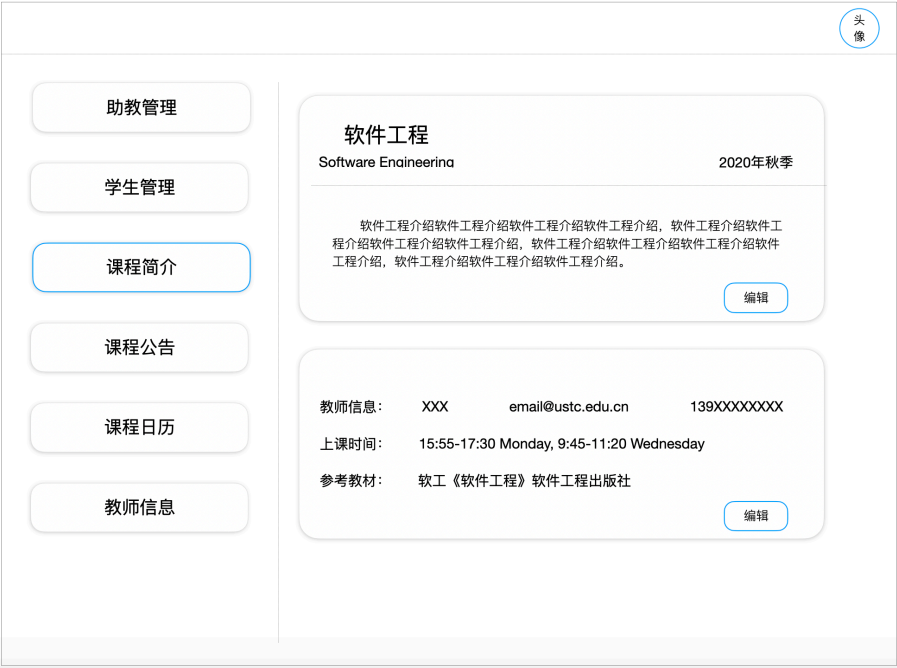 头
像
助教管理
学生管理
课程简介
课程公告
课程日历
教师信息
软件工程
Software Engineering
2020年秋季
软件工程介绍软件工程介绍软件工程介绍软件工程介绍，软件工程介绍软件工
程介绍软件工程介绍软件工程介绍，软件工程介绍软件工程介绍软件工程介绍软件
工程介绍，软件工程介绍软件工程介绍软件工程介绍。
编辑
教师信息： XXX email@ustc.edu.cn 139XXXXXXXX
上课时间： 15:55-17:30 Monday, 9:45-11:20 Wednesday
参考教材： 软工《软件工程》软件工程出版社
编辑